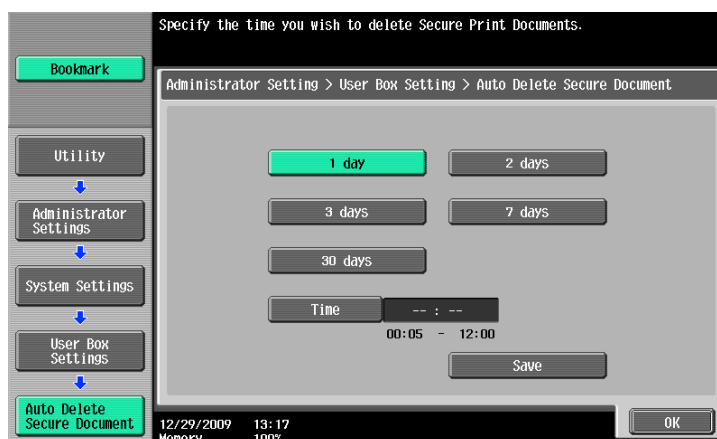 Specify the time you wish to delete Secure Print Documents.
Bookmark
Administrator Setting > User Box Setting > Auto Delete Secure Document
Utility
Administrator
Settings
System Settings
User Box
Settings
Auto Delete
Secure Document
1 day
2 days
3 days
7 days
30 days
Time
-- : --
00:05 - 12:00
Save
12/29/2009 13:17
Memory 100%
OK